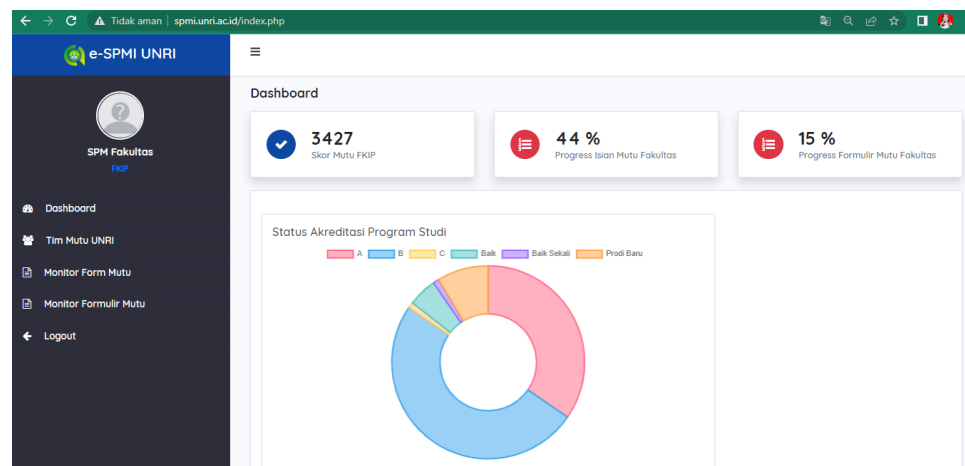 Tidak aman | spmi.unri.ac.id/index.php
e-SPMI UNRI
SPM Fakultas
FKIP
Dashboard
Tim Mutu UNRI
Monitor Form Mutu
Monitor Formulir Mutu
Logout
Dashboard
3427
Skor Mutu FKIP
44 %
Progress Isian Mutu Fakultas
15 %
Progress Formulir Mutu Fakultas
Status Akreditasi Program Studi
A B C Baik Baik Sekali Prodi Baru